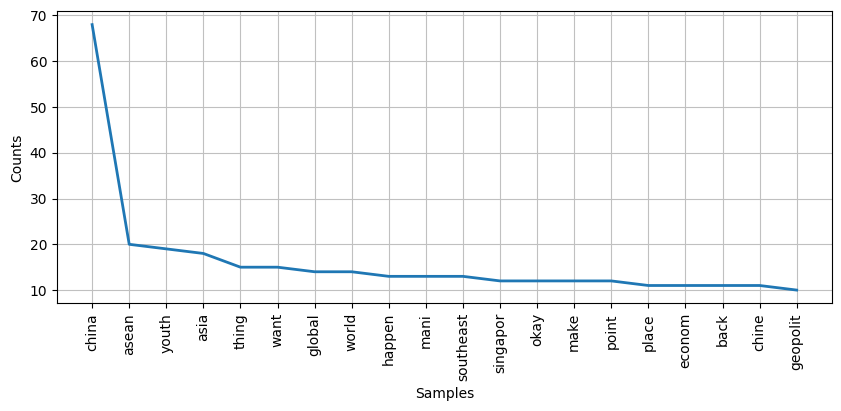 70
60
50
40
30
20
10
Counts
china
asean
youth
asia
thing
want
global
world
happen
mani
southeast
singapor
okay
make
point
place
econom
back
chine
geopolit
Samples